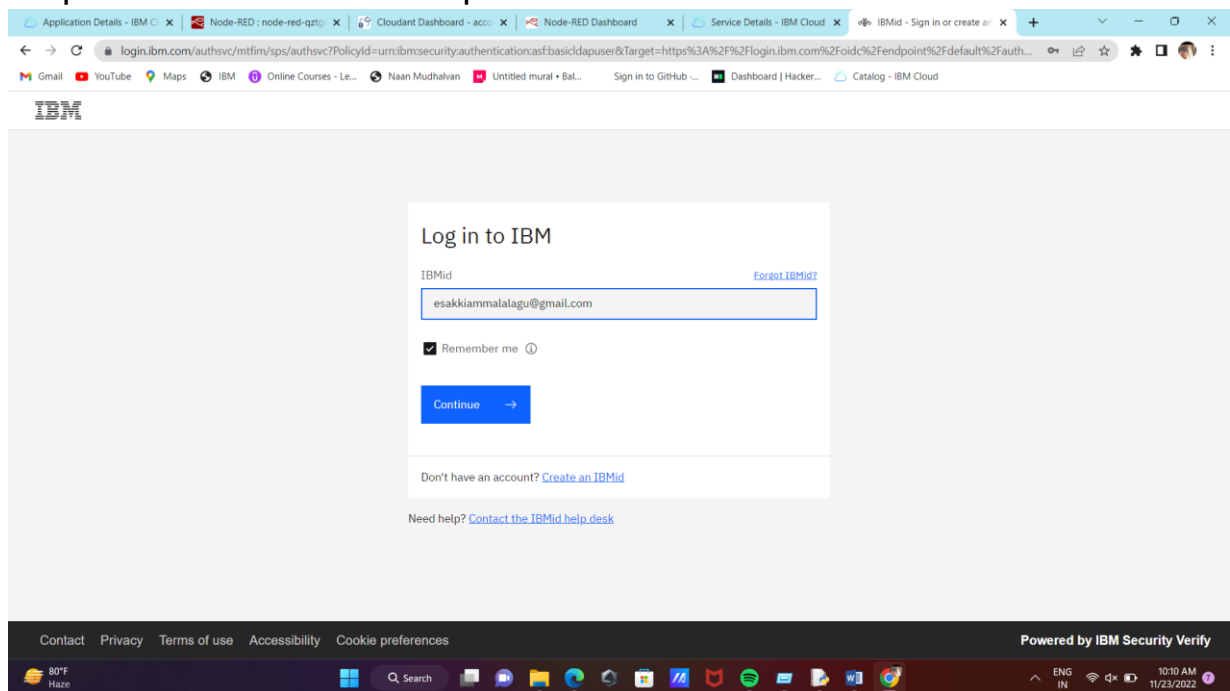 Application Details - IBM Cl
Node-RED : node-red-qztg
Cloudant Dashboard - acco
Node-RED Dashboard
Service Details - IBM Cloud
IBMid - Sign in or create an
login.ibm.com/authsvc/mtfim/sps/authsvc?PolicyId=urn:ibm:security:authentication:asf:basicldapuser&Target=https%3A%2F%2Flogin.ibm.com%2Foidc%2Fendpoint%2Fdefault%2Fauth...
Gmail
YouTube
Maps
IBM
Online Courses - Le...
Naan Mudhalvan
Untitled mural • Bal...
Sign in to GitHub ·...
Dashboard | Hacker...
Catalog - IBM Cloud
IBM
Log in to IBM
IBMid
Forgot IBMid?
esakkiammalalagu@gmail.com
Remember me
Continue →
Don't have an account? Create an IBMid
Need help? Contact the IBMid help desk
Contact Privacy Terms of use Accessibility Cookie preferences
Powered by IBM Security Verify
80°F
Haze
Search
ENG
IN
10:10 AM
11/23/2022